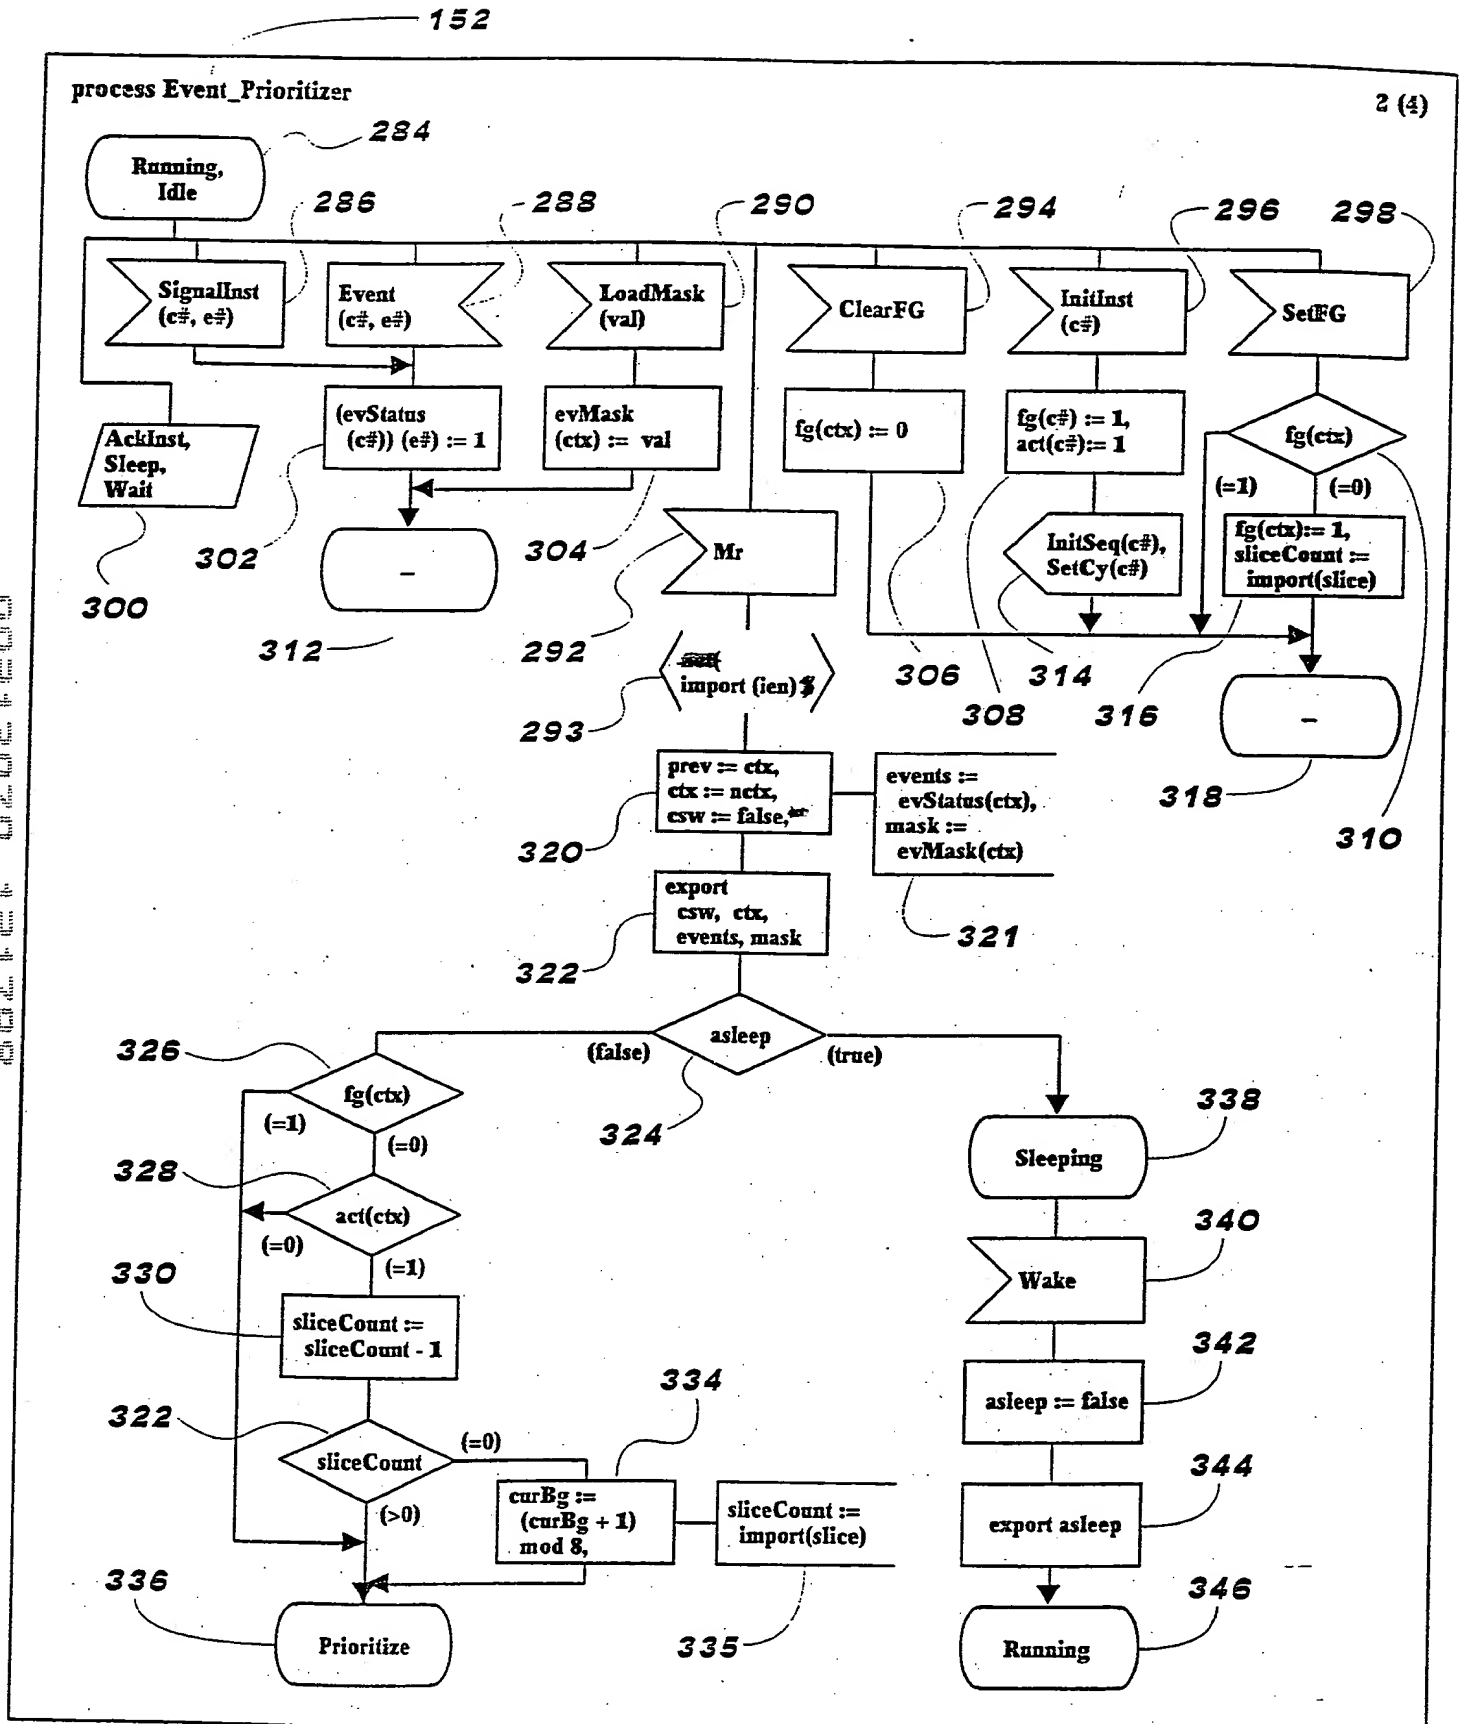 152
process Event_Prioritizer
2 (4)
284
Running,
Idle
286
288
290
294
296
298
SignalInst
(c#, e#)
Event
(c#, e#)
LoadMask
(val)
ClearFG
InitInst
(c#)
SetFG
(evStatus
(c#)) (e#) := 1
evMask
(ctx) := val
fg(ctx) := 0
fg(c#) := 1,
act(c#):= 1
fg(ctx)
(=1)
(=0)
AckInst,
Sleep,
Wait
300
302
304
–
312
Mr
292
InitSeq(c#),
SetCy(c#)
fg(ctx):= 1,
sliceCount :=
import(slice)
306
308
314
316
–
318
310
import (ien)
293
prev := ctx,
ctx := nctx,
csw := false,
events :=
evStatus(ctx),
mask :=
evMask(ctx)
320
321
export
csw, ctx,
events, mask
322
asleep
(false)
(true)
324
326
fg(ctx)
(=1)
(=0)
328
act(ctx)
(=0)
(=1)
330
sliceCount :=
sliceCount - 1
322
sliceCount
(=0)
(>0)
334
curBg :=
(curBg + 1)
mod 8,
sliceCount :=
import(slice)
335
336
Prioritize
338
Sleeping
340
Wake
342
asleep := false
344
export asleep
346
Running